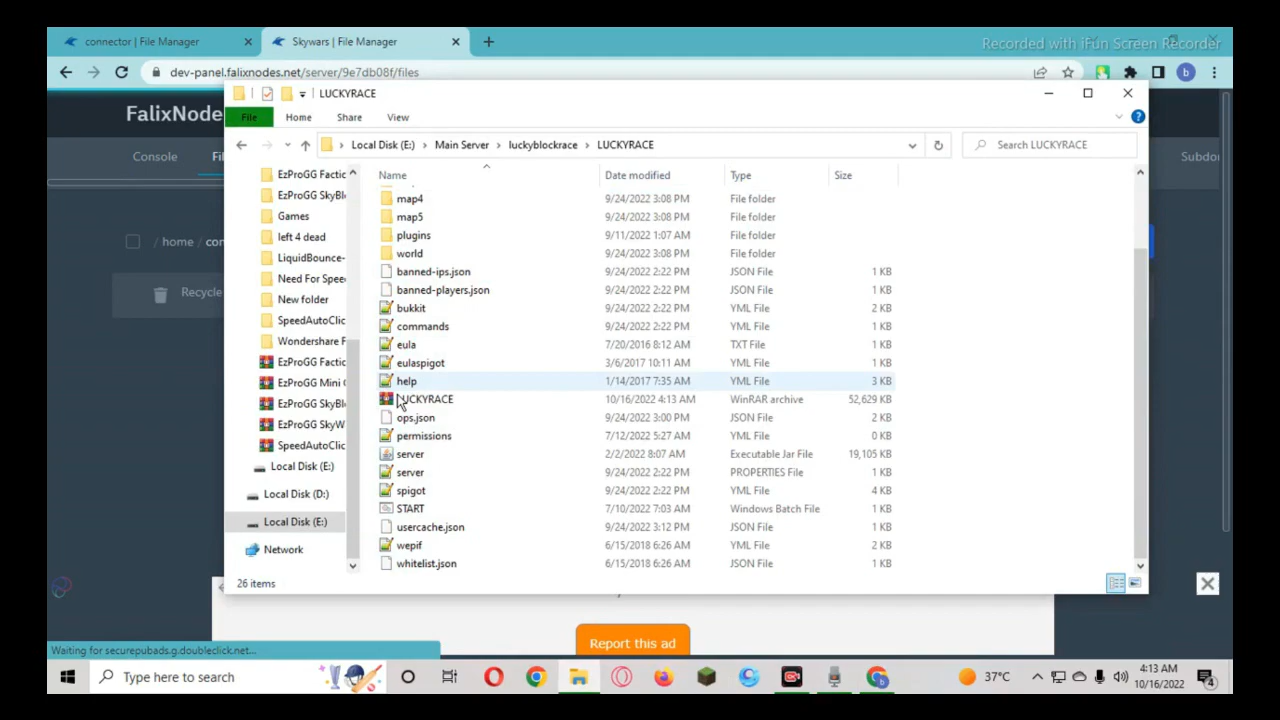 connector | File Manager
Skywars | File Manager
Recorded with iFun Screen Recorder
dev-panel.falixnodes.net/server/9e7db08f/files
b
LUCKYRACE
FalixNode
File
Home
Share
View
Local Disk (E:) › Main Server › luckyblockrace › LUCKYRACE
Search LUCKYRACE
Console
Fil
Subdo
Name Date modified Type Size
EzProGG Factic
EzProGG SkyBl
Games
left 4 dead
LiquidBounce-
Need For Spee
New folder
SpeedAutoClic
Wondershare F
EzProGG Factic
EzProGG Mini
EzProGG SkyBl
EzProGG SkyW
SpeedAutoClic
Local Disk (E:)
Local Disk (D:)
Local Disk (E:)
Network
map4 9/24/2022 3:08 PM File folder
map5 9/24/2022 3:08 PM File folder
plugins 9/11/2022 1:07 AM File folder
world 9/24/2022 3:08 PM File folder
banned-ips.json 9/24/2022 2:22 PM JSON File 1 KB
banned-players.json 9/24/2022 2:22 PM JSON File 1 KB
bukkit 9/24/2022 2:22 PM YML File 2 KB
commands 9/24/2022 2:22 PM YML File 1 KB
eula 7/20/2016 8:12 AM TXT File 1 KB
eulaspigot 3/6/2017 10:11 AM YML File 1 KB
help 1/14/2017 7:35 AM YML File 3 KB
LUCKYRACE 10/16/2022 4:13 AM WinRAR archive 52,629 KB
ops.json 9/24/2022 3:00 PM JSON File 2 KB
permissions 7/12/2022 5:27 AM YML File 0 KB
server 2/2/2022 8:07 AM Executable Jar File 19,105 KB
server 9/24/2022 2:22 PM PROPERTIES File 1 KB
spigot 9/24/2022 2:22 PM YML File 4 KB
START 7/10/2022 7:03 AM Windows Batch File 1 KB
usercache.json 9/24/2022 3:12 PM JSON File 1 KB
wepif 6/15/2018 6:26 AM YML File 2 KB
whitelist.json 6/15/2018 6:26 AM JSON File 1 KB
26 items
/ home / con
Recycle
Report this ad
Waiting for securepubads.g.doubleclick.net...
Type here to search
37°C
4:13 AM
10/16/2022
4